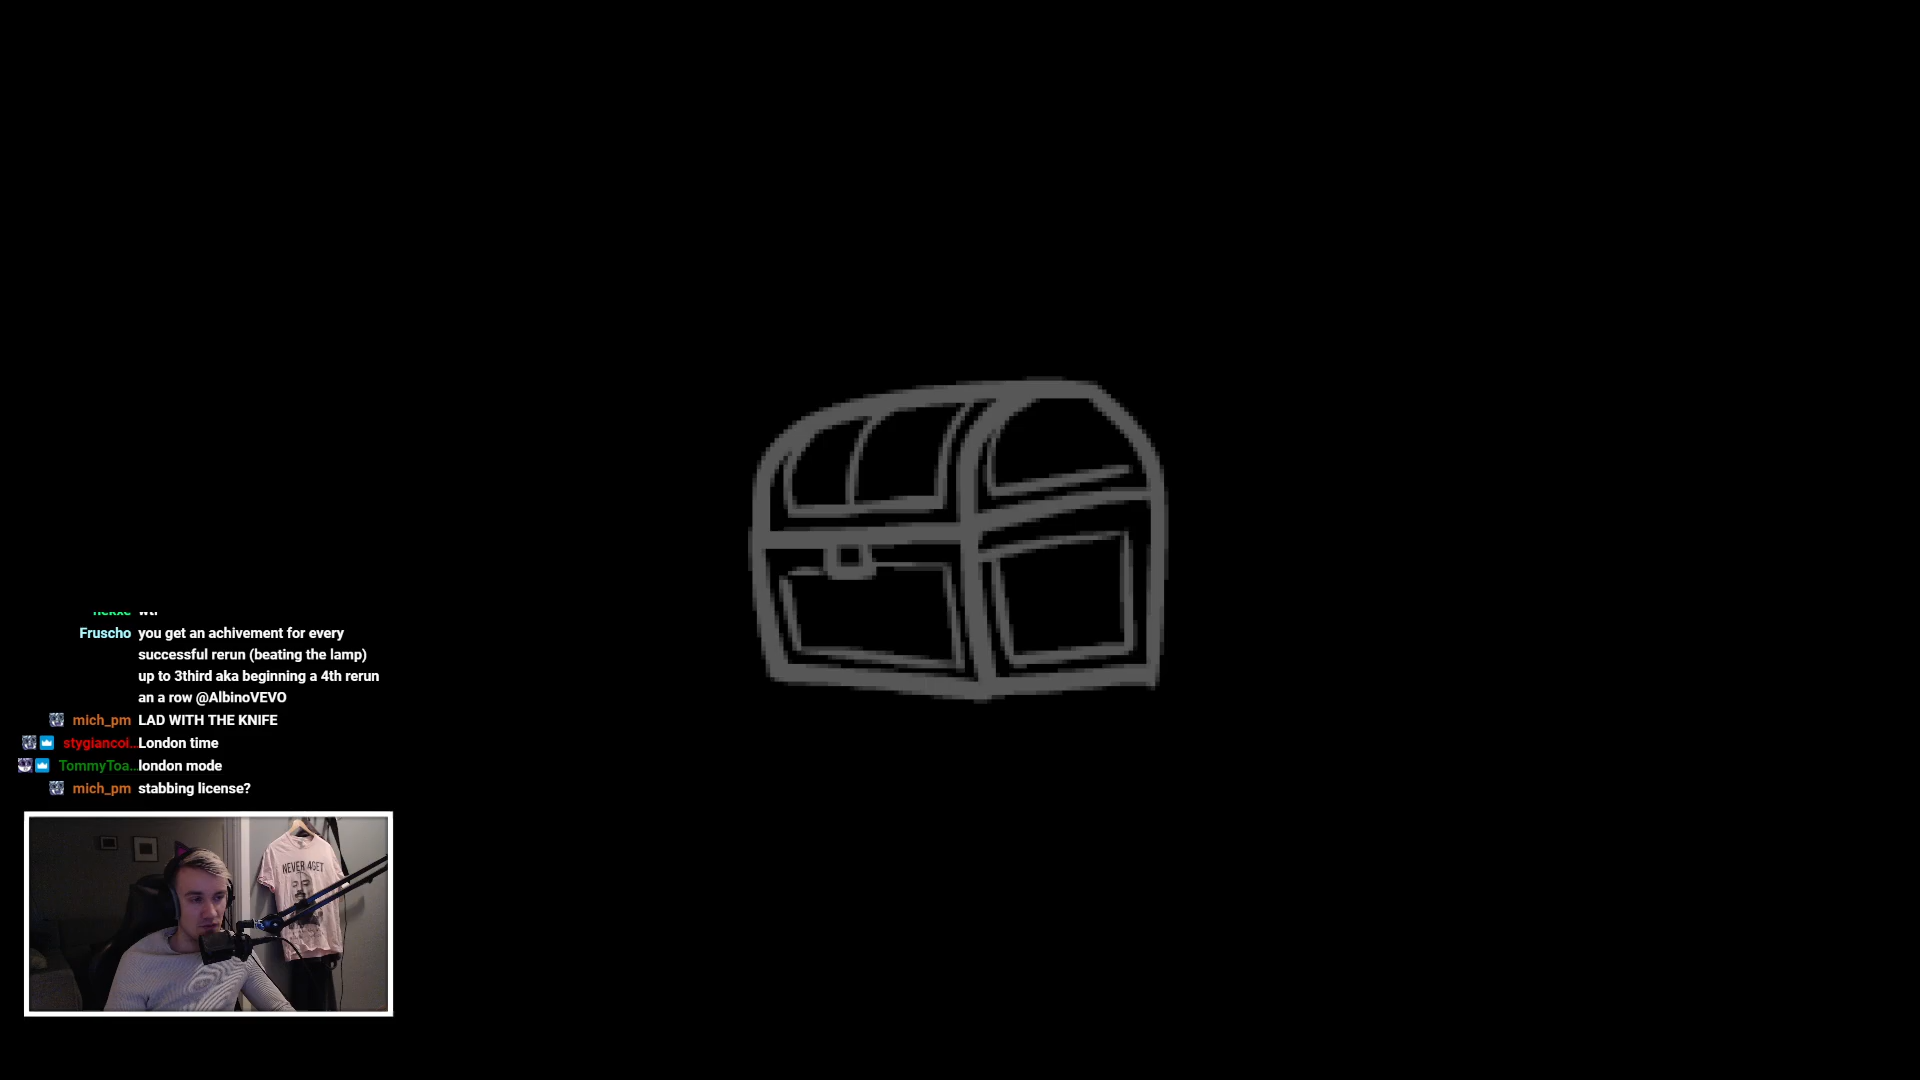 Fruscho you get an achivement for every
successful rerun (beating the lamp)
up to 3third aka beginning a 4th rerun
an a row @AlbinoVEVO
mich_pm LAD WITH THE KNIFE
stygiancoi... London time
TommyToa... london mode
mich_pm stabbing license?
NEVER 4GET